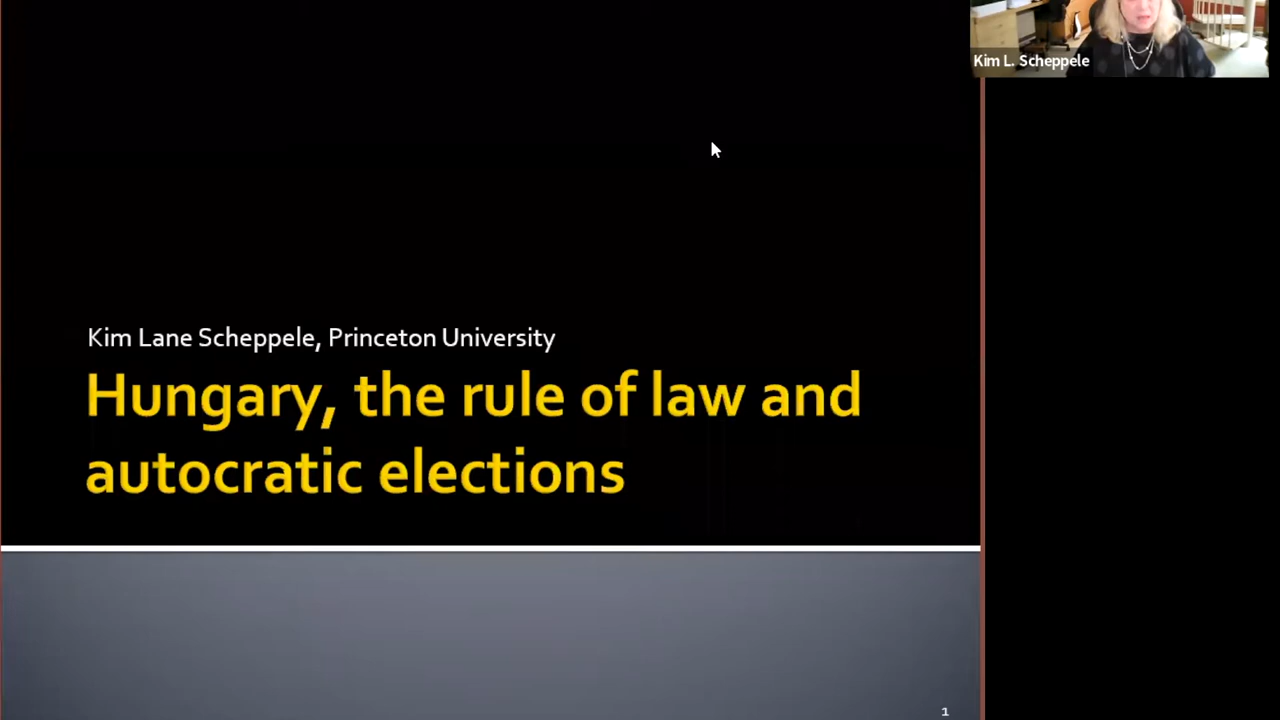 Kim L. Scheppele
Kim Lane Scheppele, Princeton University
Hungary, the rule of law and
autocratic elections
1